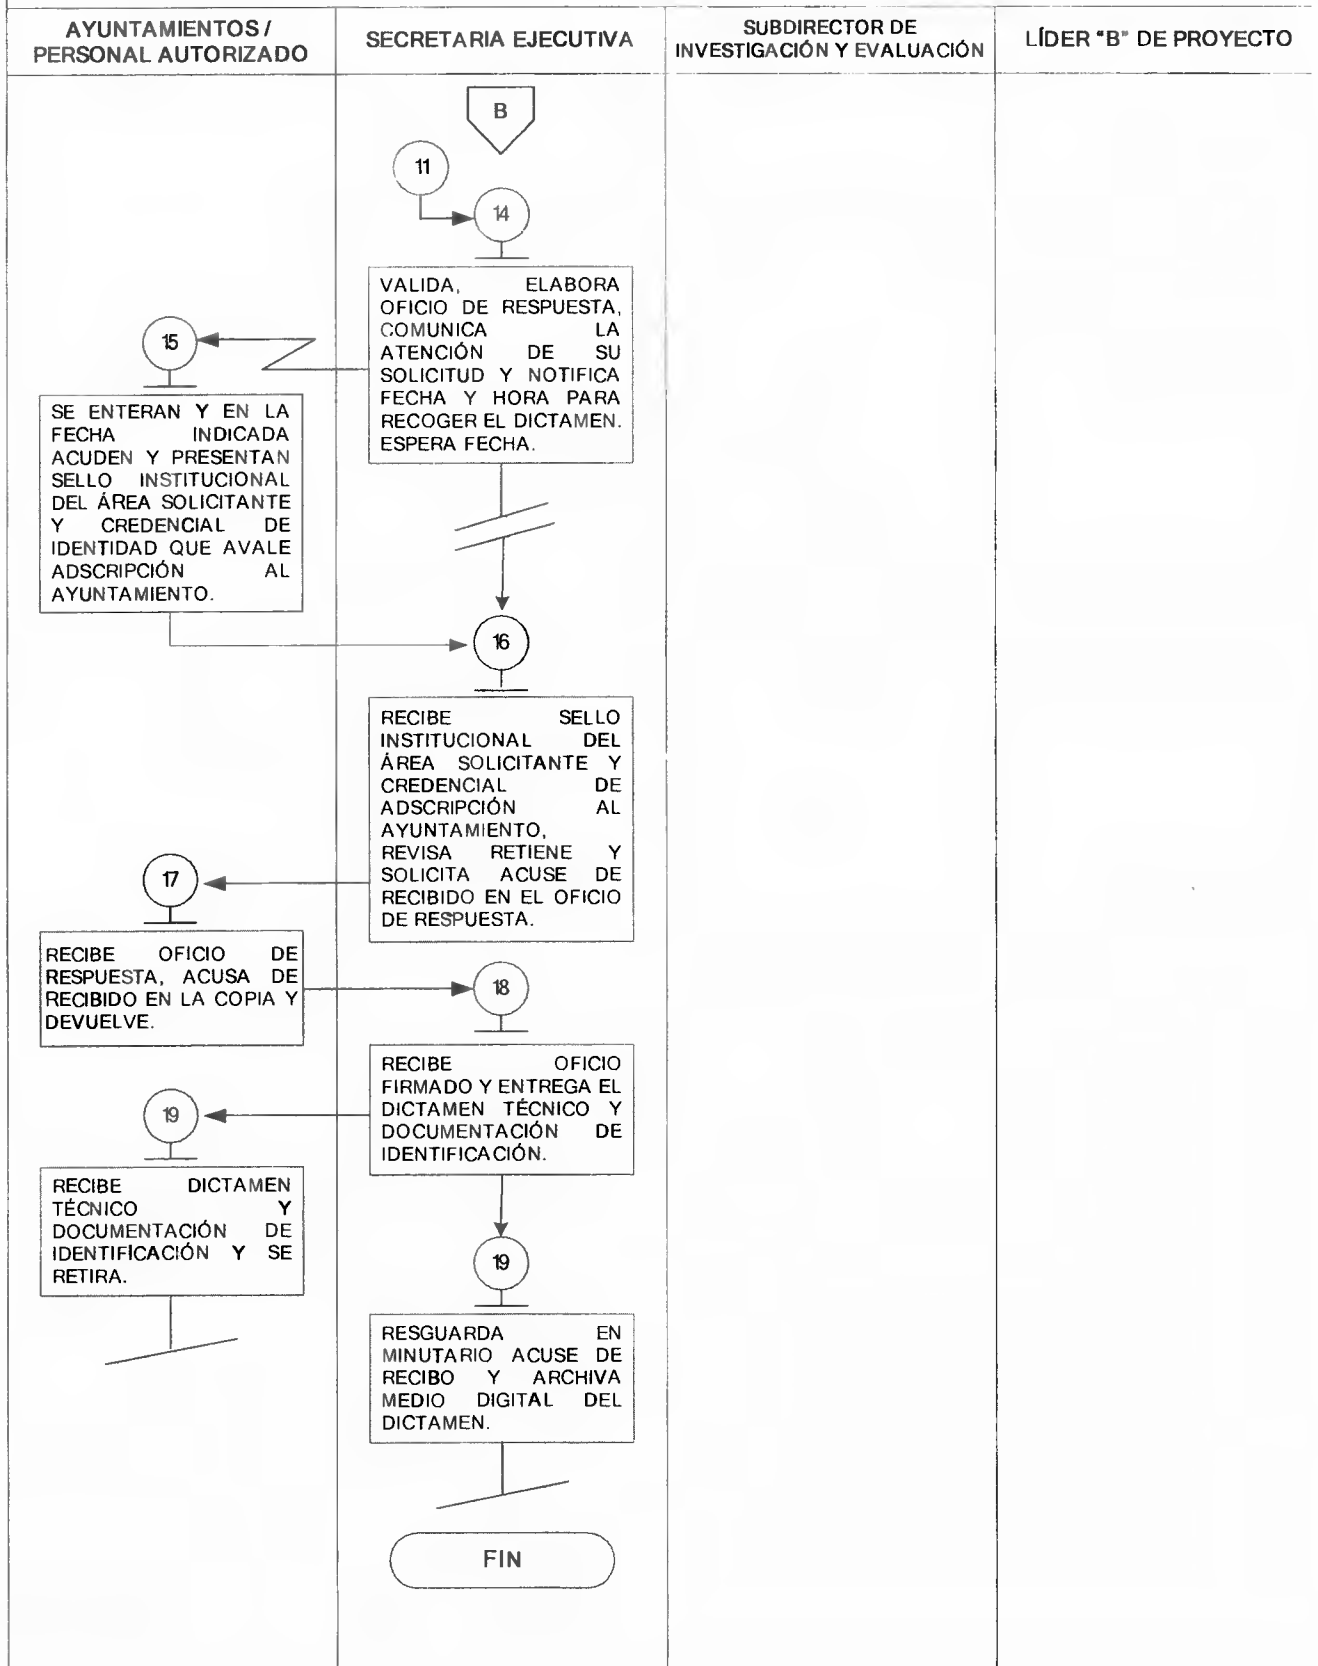 AYUNTAMIENTOS /
PERSONAL AUTORIZADO
SECRETARIA EJECUTIVA
SUBDIRECTOR DE
INVESTIGACIÓN Y EVALUACIÓN
LÍDER "B" DE PROYECTO
B
11
14
VALIDA, ELABORA
OFICIO DE RESPUESTA,
COMUNICA LA
ATENCIÓN DE SU
SOLICITUD Y NOTIFICA
FECHA Y HORA PARA
RECOGER EL DICTAMEN.
ESPERA FECHA.
15
SE ENTERAN Y EN LA
FECHA INDICADA
ACUDEN Y PRESENTAN
SELLO INSTITUCIONAL
DEL ÁREA SOLICITANTE
Y CREDENCIAL DE
IDENTIDAD QUE AVALE
ADSCRIPCIÓN AL
AYUNTAMIENTO.
16
RECIBE SELLO
INSTITUCIONAL DEL
ÁREA SOLICITANTE Y
CREDENCIAL DE
ADSCRIPCIÓN AL
AYUNTAMIENTO,
REVISA RETIENE Y
SOLICITA ACUSE DE
RECIBIDO EN EL OFICIO
DE RESPUESTA.
17
RECIBE OFICIO DE
RESPUESTA, ACUSA DE
RECIBIDO EN LA COPIA Y
DEVUELVE.
18
RECIBE OFICIO
FIRMADO Y ENTREGA EL
DICTAMEN TÉCNICO Y
DOCUMENTACIÓN DE
IDENTIFICACIÓN.
19
RECIBE DICTAMEN
TÉCNICO Y
DOCUMENTACIÓN DE
IDENTIFICACIÓN Y SE
RETIRA.
19
RESGUARDA EN
MINUTARIO ACUSE DE
RECIBO Y ARCHIVA
MEDIO DIGITAL DEL
DICTAMEN.
FIN